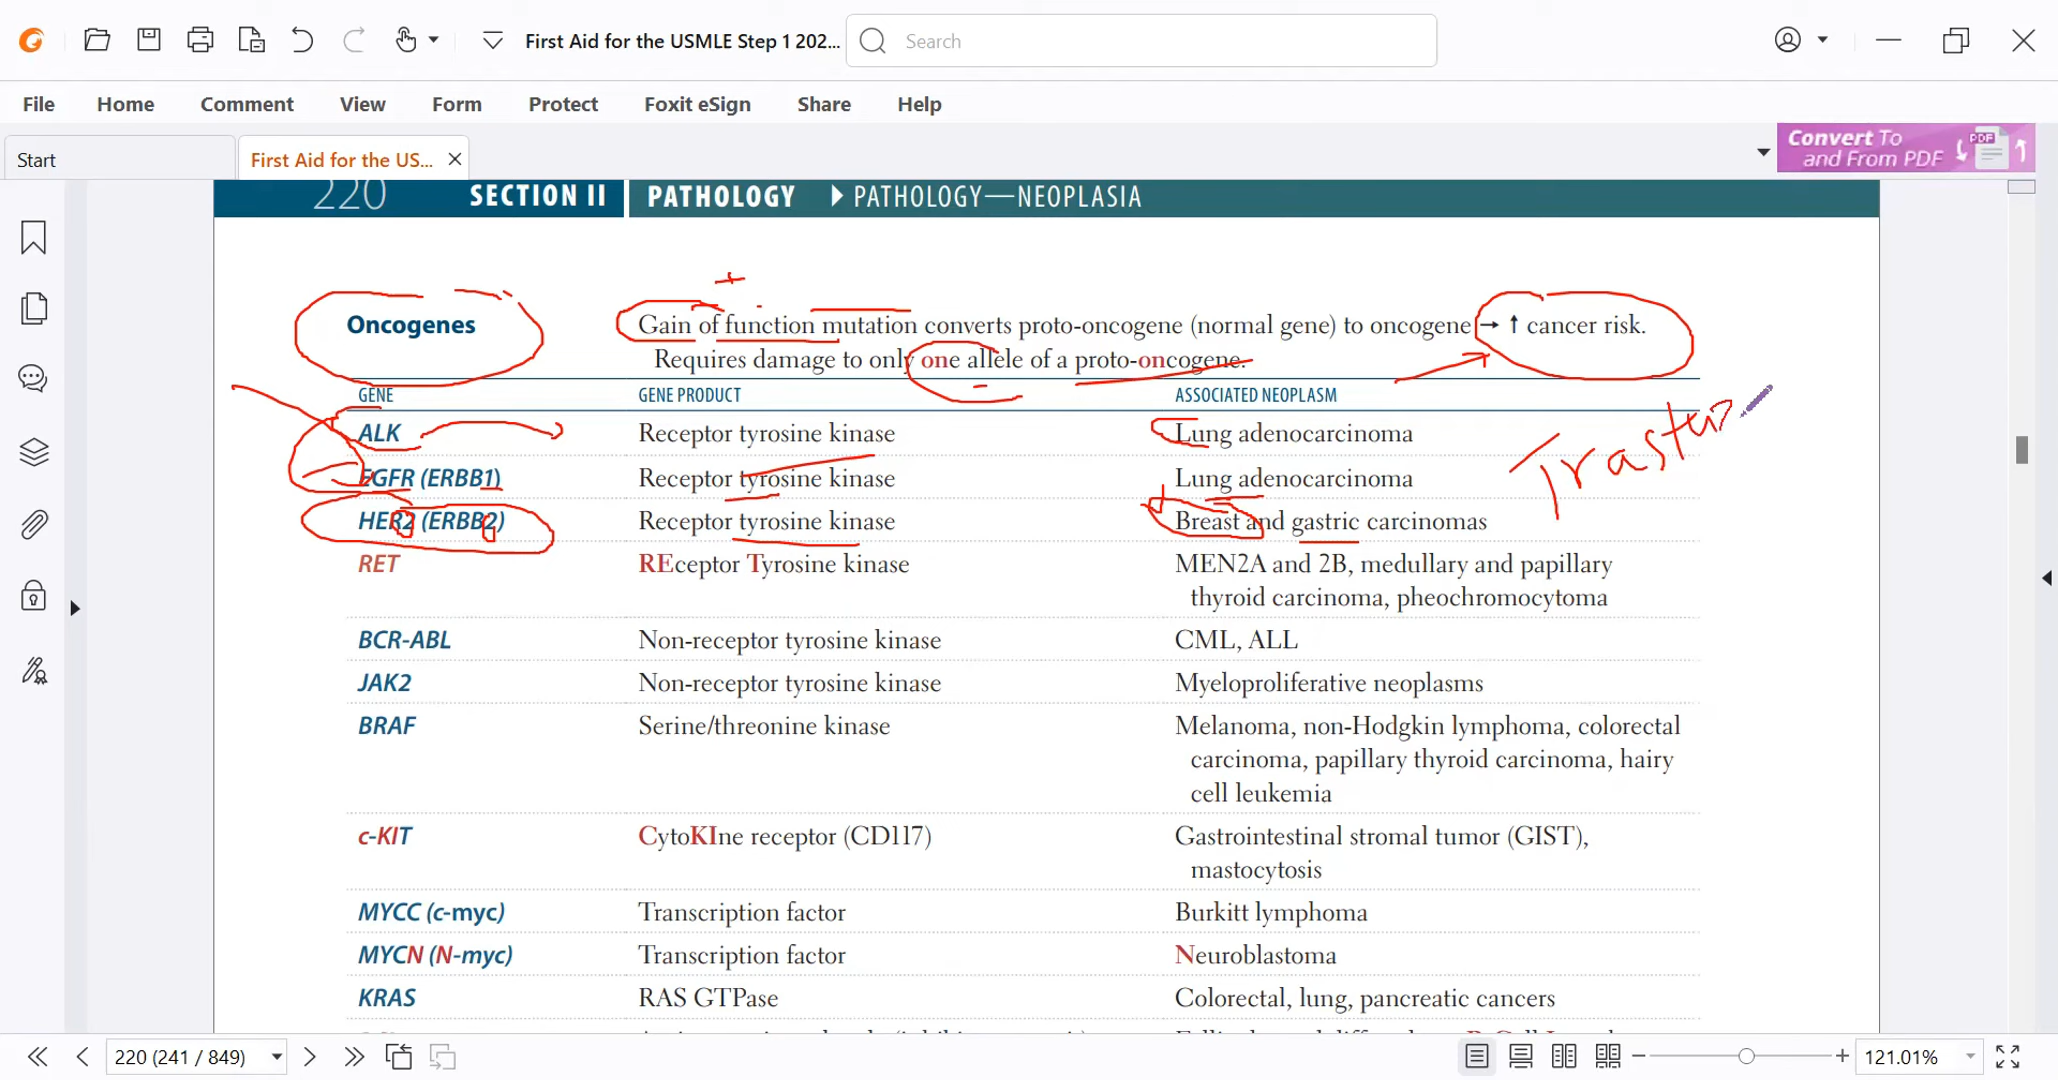 First Aid for the USMLE Step 1 202...
Search
File Home Comment View Form Protect Foxit eSign Share Help
Start
First Aid for the US...
Convert To
and From PDF
PDF
220 SECTION II PATHOLOGY PATHOLOGY—NEOPLASIA
Oncogenes
Gain of function mutation converts proto-oncogene (normal gene) to oncogene → ↑ cancer risk.
Requires damage to only one allele of a proto-oncogene.
GENE GENE PRODUCT ASSOCIATED NEOPLASM
ALK Receptor tyrosine kinase Lung adenocarcinoma
EGFR (ERBB1) Receptor tyrosine kinase Lung adenocarcinoma
HER2 (ERBB2) Receptor tyrosine kinase Breast and gastric carcinomas
RET REceptor Tyrosine kinase MEN2A and 2B, medullary and papillary
thyroid carcinoma, pheochromocytoma
BCR-ABL Non-receptor tyrosine kinase CML, ALL
JAK2 Non-receptor tyrosine kinase Myeloproliferative neoplasms
BRAF Serine/threonine kinase Melanoma, non-Hodgkin lymphoma, colorectal
carcinoma, papillary thyroid carcinoma, hairy
cell leukemia
c-KIT CytoKIne receptor (CD117) Gastrointestinal stromal tumor (GIST),
mastocytosis
MYCC (c-myc) Transcription factor Burkitt lymphoma
MYCN (N-myc) Transcription factor Neuroblastoma
KRAS RAS GTPase Colorectal, lung, pancreatic cancers
220 (241 / 849)
121.01%